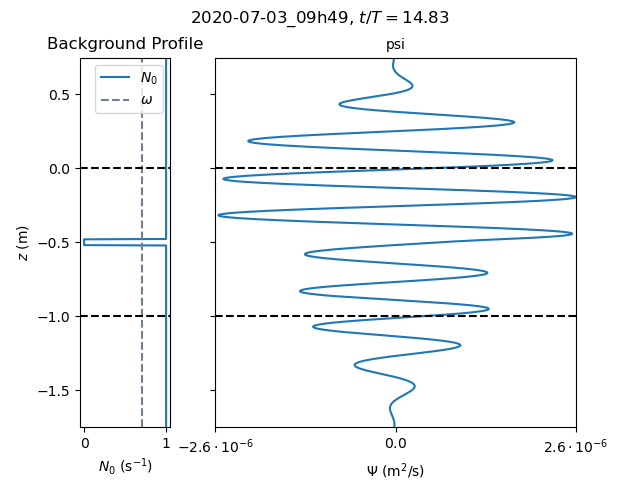 2020-07-03_09h49, t/T = 14.83
Background Profile
psi
N₀
ω
0.5
0.0
−0.5
−1.0
−1.5
z (m)
0
1
N₀ (s⁻¹)
−2.6 · 10⁻⁶
0.0
2.6 · 10⁻⁶
Ψ (m²/s)